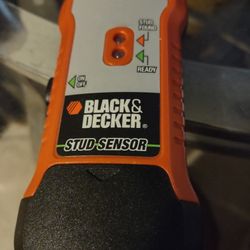 STUD
FOUND
READY
ON
OFF
BLACK&
DECKER®
STUD-SENSOR